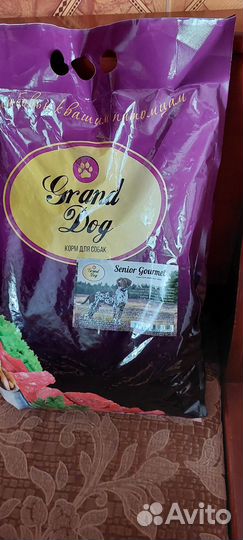 с любовью к вашим питомцам
Grand
Dog
КОРМ ДЛЯ СОБАК
Grand
Dog
Senior Gourmet
Avito